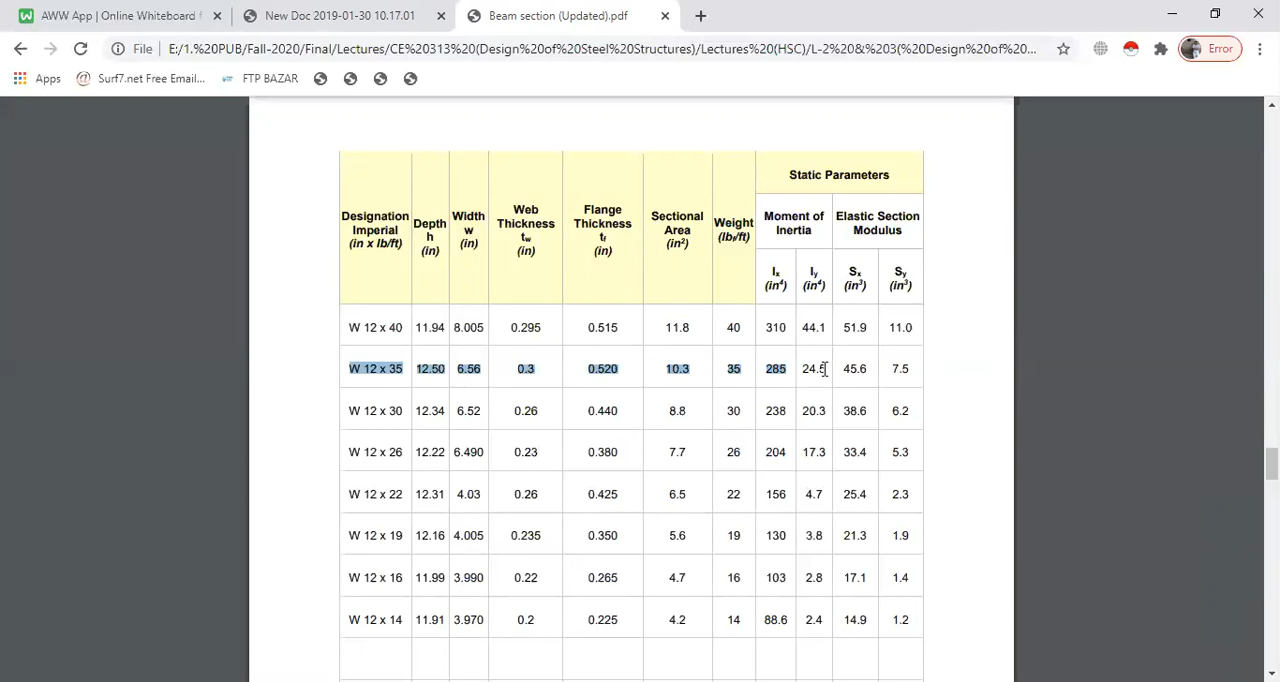 AWW App | Online Whiteboard f
New Doc 2019-01-30 10.17.01
Beam section (Updated).pdf
File
E:/1.%20PUB/Fall-2020/Final/Lectures/CE%20313%20(Design%20of%20Steel%20Structures)/Lectures%20(HSC)/L-2%20&%203(%20Design%20of%20...
Error
Apps
Surf7.net Free Email...
FTP BAZAR
Static Parameters
Designation Imperial (in x lb/ft)
Depth h (in)
Width w (in)
Web Thickness tw (in)
Flange Thickness tf (in)
Sectional Area (in²)
Weight (lbf/ft)
Moment of Inertia
Elastic Section Modulus
Ix (in⁴)
Iy (in⁴)
Sx (in³)
Sy (in³)
W 12 x 40 11.94 8.005 0.295 0.515 11.8 40 310 44.1 51.9 11.0
W 12 x 35 12.50 6.56 0.3 0.520 10.3 35 285 24.5 45.6 7.5
W 12 x 30 12.34 6.52 0.26 0.440 8.8 30 238 20.3 38.6 6.2
W 12 x 26 12.22 6.490 0.23 0.380 7.7 26 204 17.3 33.4 5.3
W 12 x 22 12.31 4.03 0.26 0.425 6.5 22 156 4.7 25.4 2.3
W 12 x 19 12.16 4.005 0.235 0.350 5.6 19 130 3.8 21.3 1.9
W 12 x 16 11.99 3.990 0.22 0.265 4.7 16 103 2.8 17.1 1.4
W 12 x 14 11.91 3.970 0.2 0.225 4.2 14 88.6 2.4 14.9 1.2